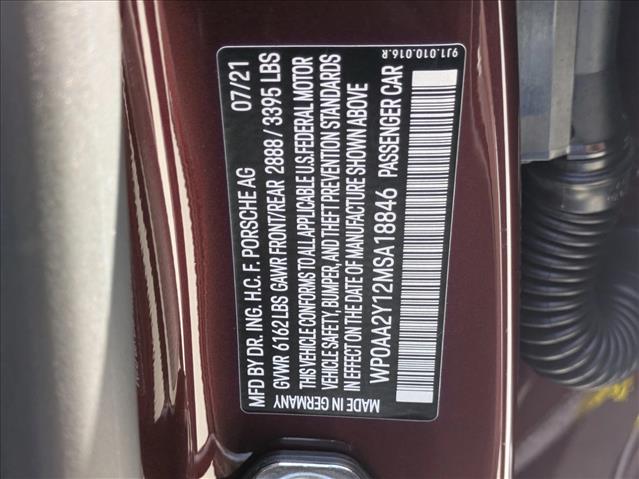 MFD BY DR. ING. H.C. F. PORSCHE AG 07/21
GVWR 6162 LBS GAWR FRONT/REAR 2888 / 3395 LBS
THIS VEHICLE CONFORMS TO ALL APPLICABLE U.S.FEDERAL MOTOR
VEHICLE SAFETY, BUMPER, AND THEFT PREVENTION STANDARDS
IN EFFECT ON THE DATE OF MANUFACTURE SHOWN ABOVE
WP0AA2Y12MSA18846 PASSENGER CAR
MADE IN GERMANY
9J1.010.016.R